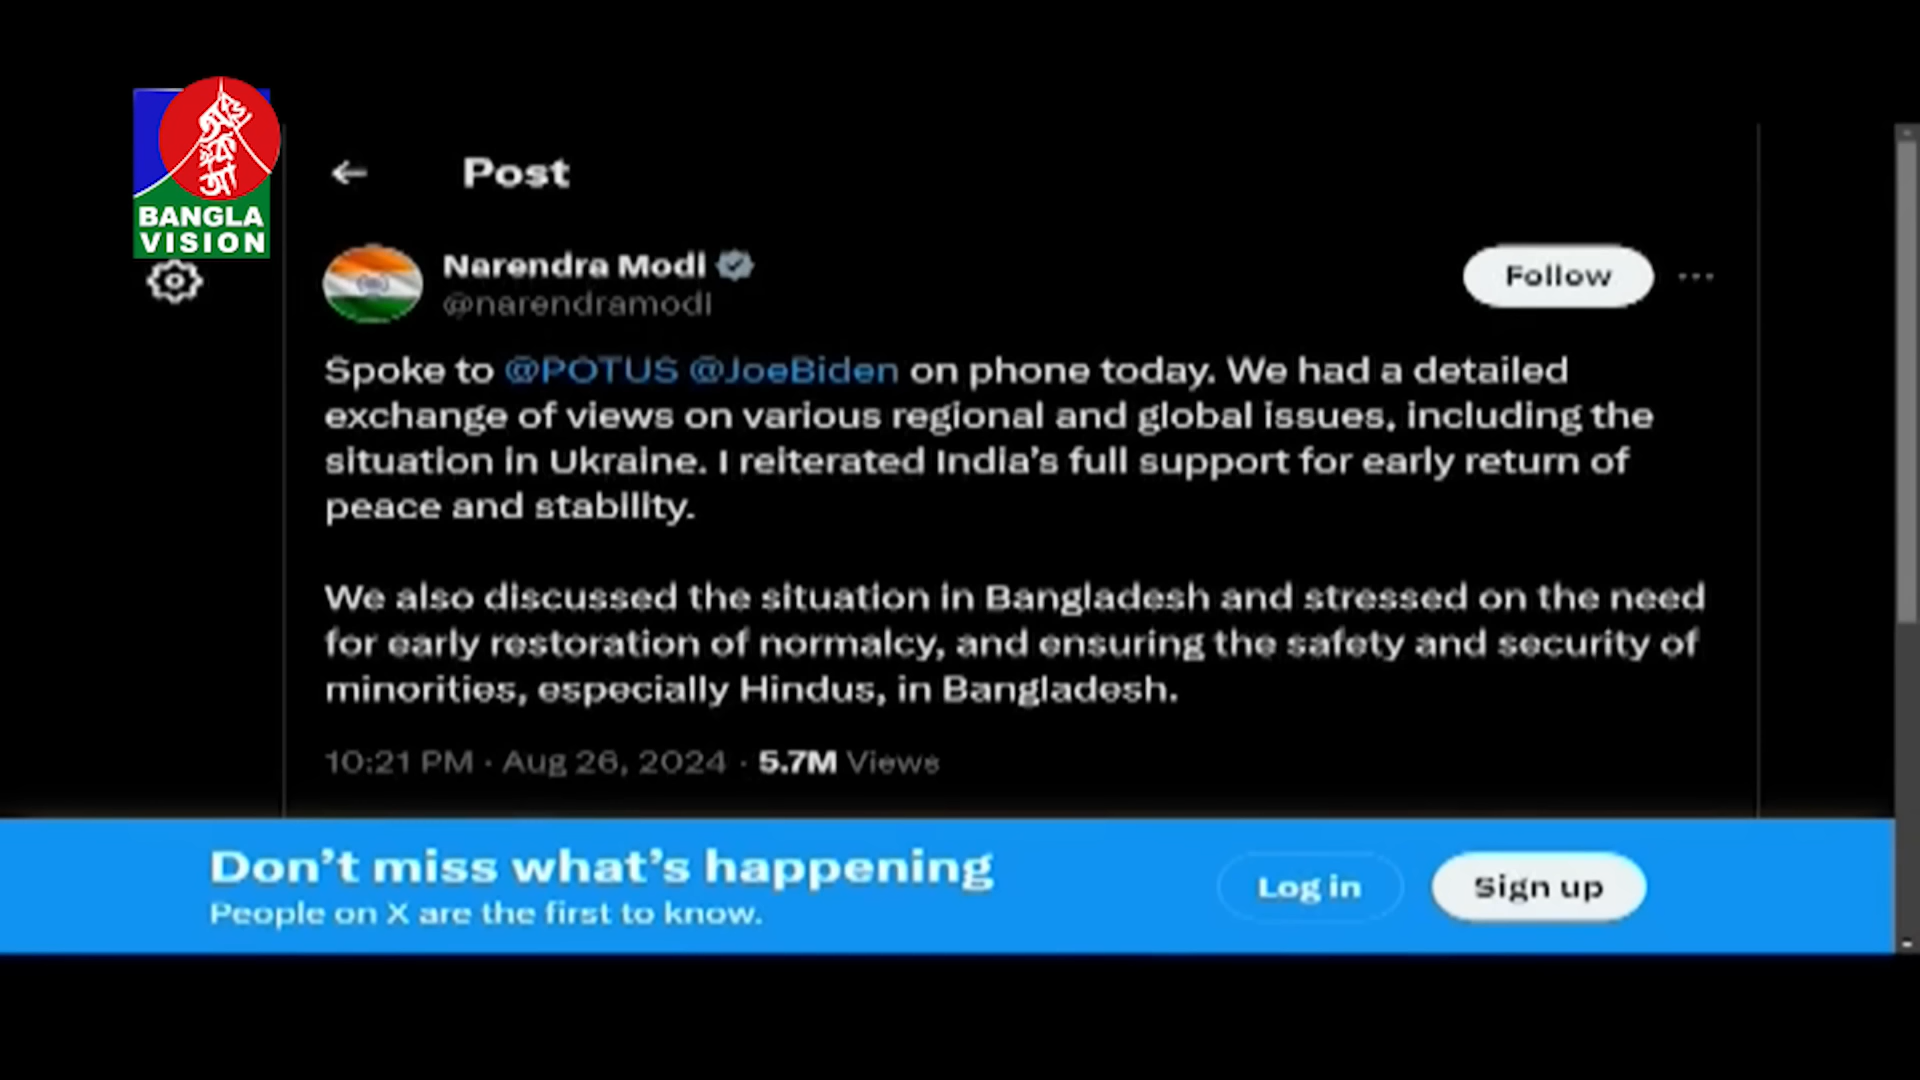 BANGLA
VISION
Post
Narendra Modi
@narendramodi
Follow
Spoke to @POTUS @JoeBiden on phone today. We had a detailed
exchange of views on various regional and global issues, including the
situation in Ukraine. I reiterated India's full support for early return of
peace and stability.
We also discussed the situation in Bangladesh and stressed on the need
for early restoration of normalcy, and ensuring the safety and security of
minorities, especially Hindus, in Bangladesh.
10:21 PM · Aug 26, 2024 · 5.7M Views
Don't miss what's happening
People on X are the first to know.
Log in
Sign up